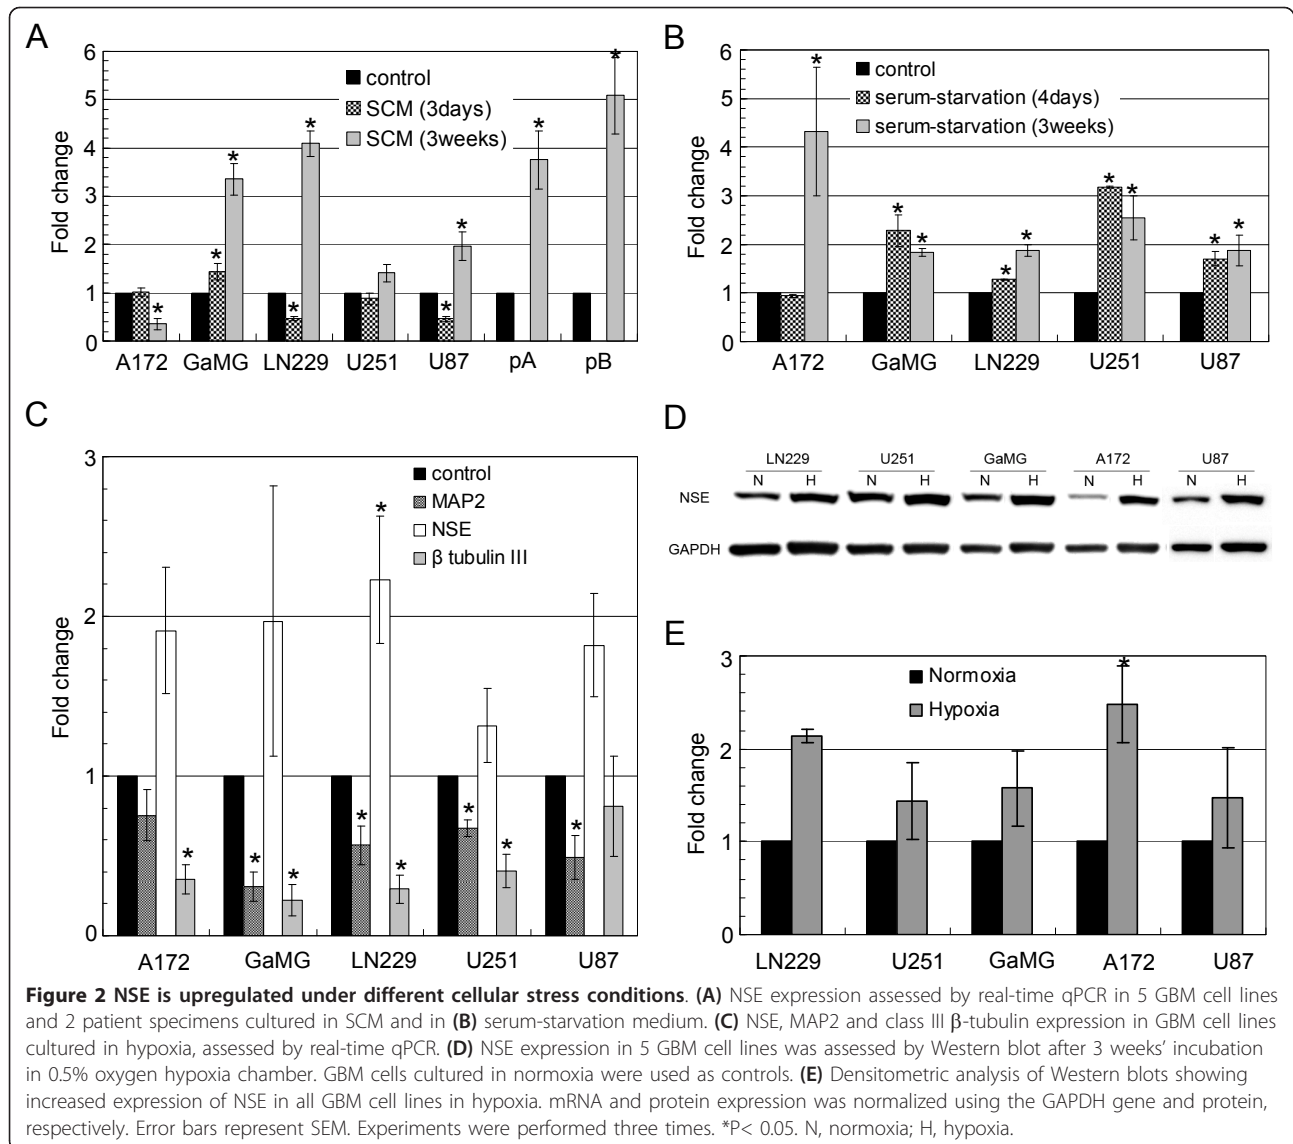 A
Fold change
6
5
4
3
2
1
0
control
SCM (3days)
SCM (3weeks)
* * * * * * * * *
A172 GaMG LN229 U251 U87 pA pB
B
Fold change
6
5
4
3
2
1
0
control
serum-starvation (4days)
serum-starvation (3weeks)
* * * * * * * * *
A172 GaMG LN229 U251 U87
C
Fold change
3
2
1
0
control
MAP2
NSE
β tubulin III
* * * * * * * * *
A172 GaMG LN229 U251 U87
D
LN229 U251 GaMG A172 U87
N H N H N H N H N H
NSE
GAPDH
E
Fold change
3
2
1
0
Normoxia
Hypoxia
*
LN229 U251 GaMG A172 U87
Figure 2 NSE is upregulated under different cellular stress conditions. (A) NSE expression assessed by real-time qPCR in 5 GBM cell lines
and 2 patient specimens cultured in SCM and in (B) serum-starvation medium. (C) NSE, MAP2 and class III β-tubulin expression in GBM cell lines
cultured in hypoxia, assessed by real-time qPCR. (D) NSE expression in 5 GBM cell lines was assessed by Western blot after 3 weeks' incubation
in 0.5% oxygen hypoxia chamber. GBM cells cultured in normoxia were used as controls. (E) Densitometric analysis of Western blots showing
increased expression of NSE in all GBM cell lines in hypoxia. mRNA and protein expression was normalized using the GAPDH gene and protein,
respectively. Error bars represent SEM. Experiments were performed three times. *P< 0.05. N, normoxia; H, hypoxia.